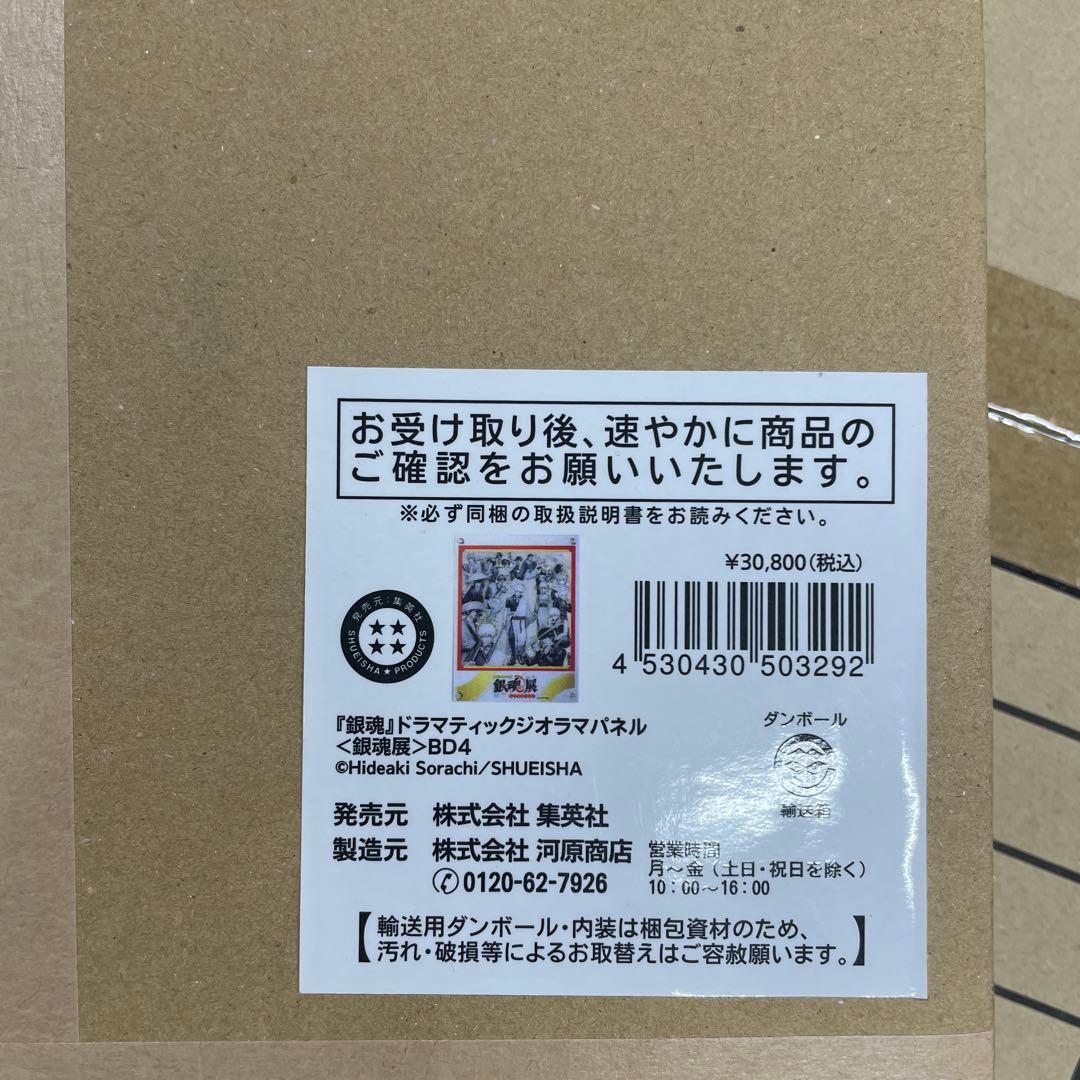 お受け取り後、速やかに商品の
ご確認をお願いいたします。
※必ず同梱の取扱説明書をお読みください。
¥30,800(税込)
発売元:集英社
SHUEISHA★PRODUCTS
銀魂展
4 530430 503292
『銀魂』ドラマティックジオラマパネル
<銀魂展>BD4
©Hideaki Sorachi/SHUEISHA
ダンボール
輸送箱
発売元 株式会社 集英社
製造元 株式会社 河原商店
0120-62-7926
営業時間
月〜金(土日・祝日を除く)
10:00〜16:00
【輸送用ダンボール・内装は梱包資材のため、
汚れ・破損等によるお取替えはご容赦願います。】